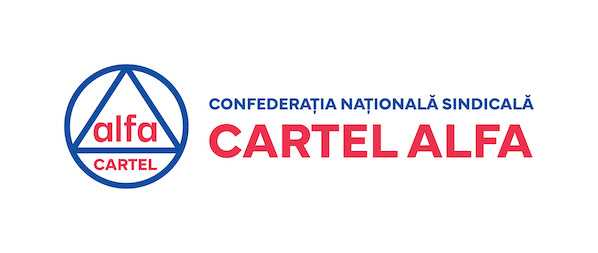 alfa
CARTEL
CONFEDERAȚIA NAȚIONALĂ SINDICALĂ
CARTEL ALFA